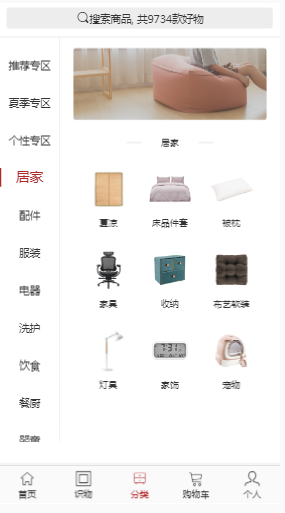 搜索商品, 共9734款好物
推荐专区
夏季专区
个性专区
居家
配件
服装
电器
洗护
饮食
餐厨
居家
夏凉
床品件套
被枕
家具
收纳
布艺软装
灯具
家饰
宠物
首页
识物
分类
购物车
个人